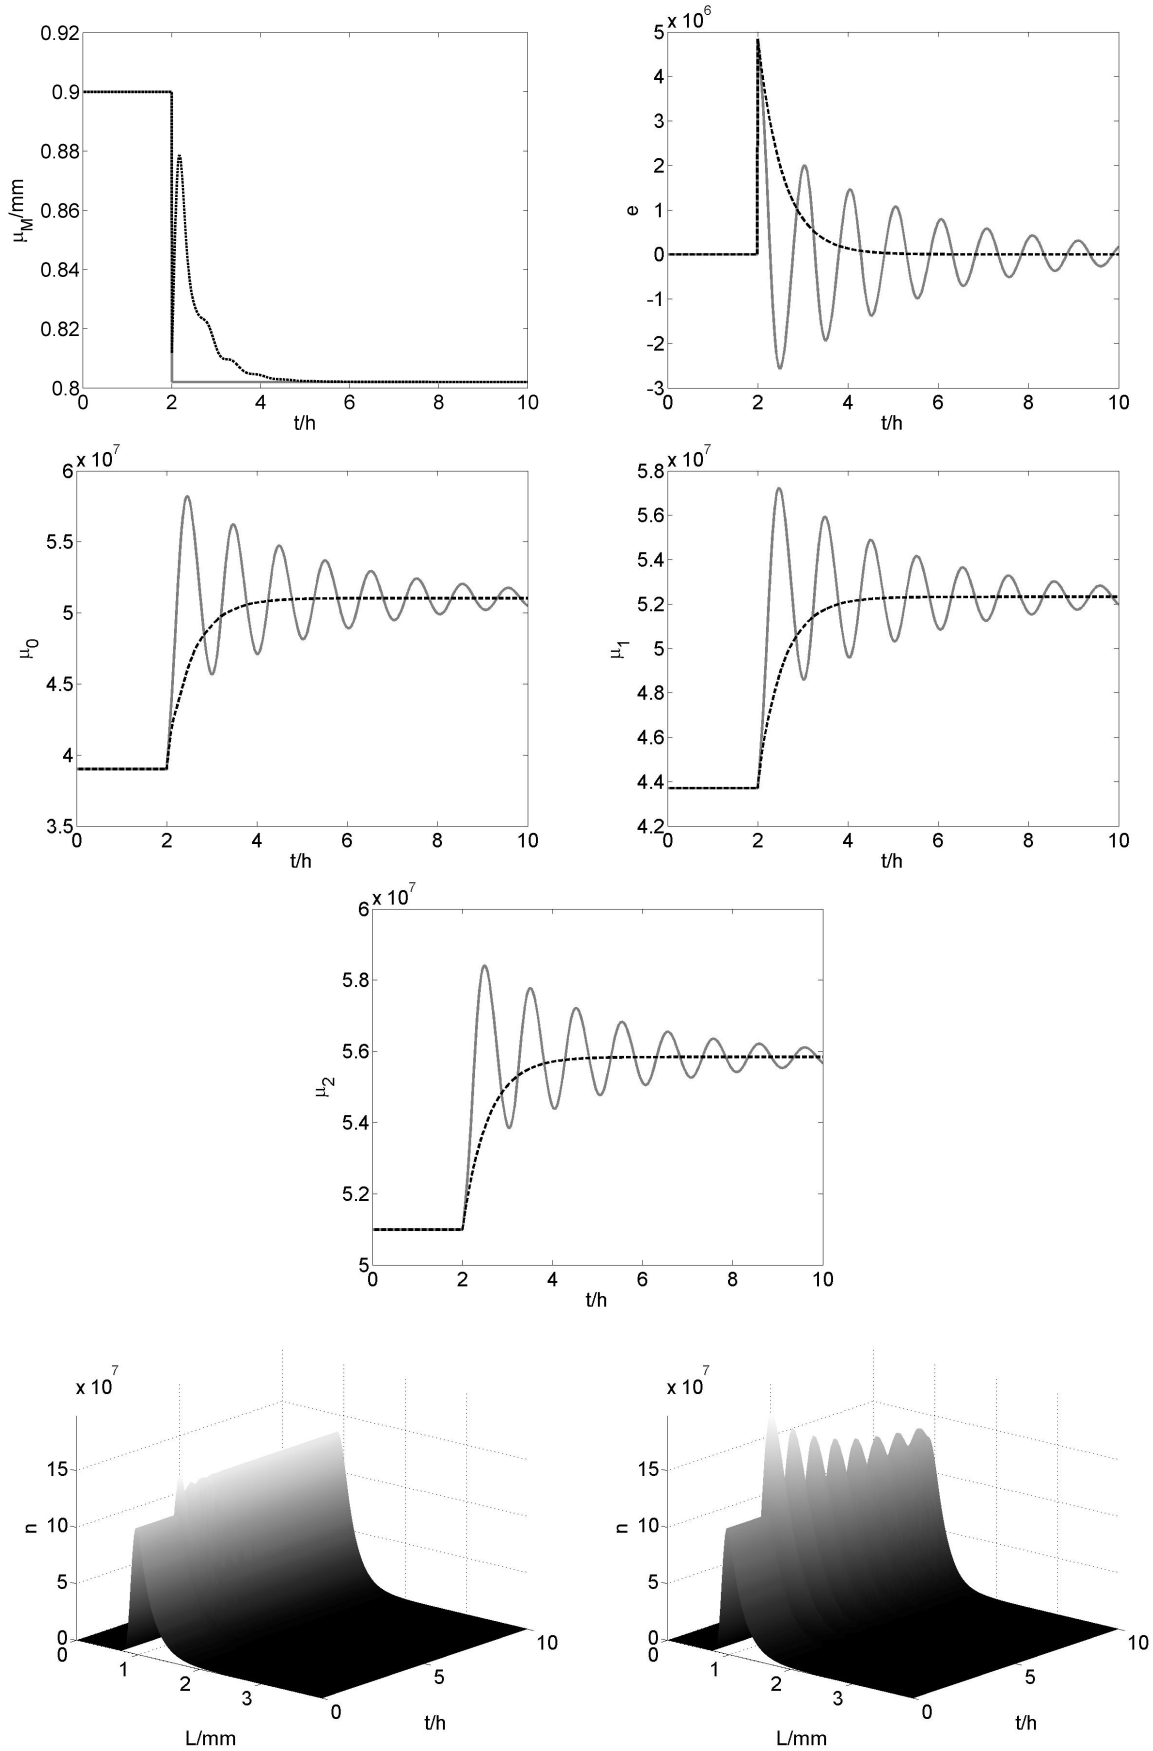 0.92
0.9
0.88
0.86
0.84
0.82
0.8
μM/mm
0 2 4 6 8 10
t/h
x 10^6
5
4
3
2
1
0
-1
-2
-3
e
0 2 4 6 8 10
t/h
x 10^7
6
5.5
5
4.5
4
3.5
μ0
0 2 4 6 8 10
t/h
x 10^7
5.8
5.6
5.4
5.2
5
4.8
4.6
4.4
4.2
μ1
0 2 4 6 8 10
t/h
x 10^7
6
5.8
5.6
5.4
5.2
5
μ2
0 2 4 6 8 10
t/h
x 10^7
15
10
5
0
n
0 1 2 3
L/mm
0 5 10
t/h
x 10^7
15
10
5
0
n
0 1 2 3
L/mm
0 5 10
t/h